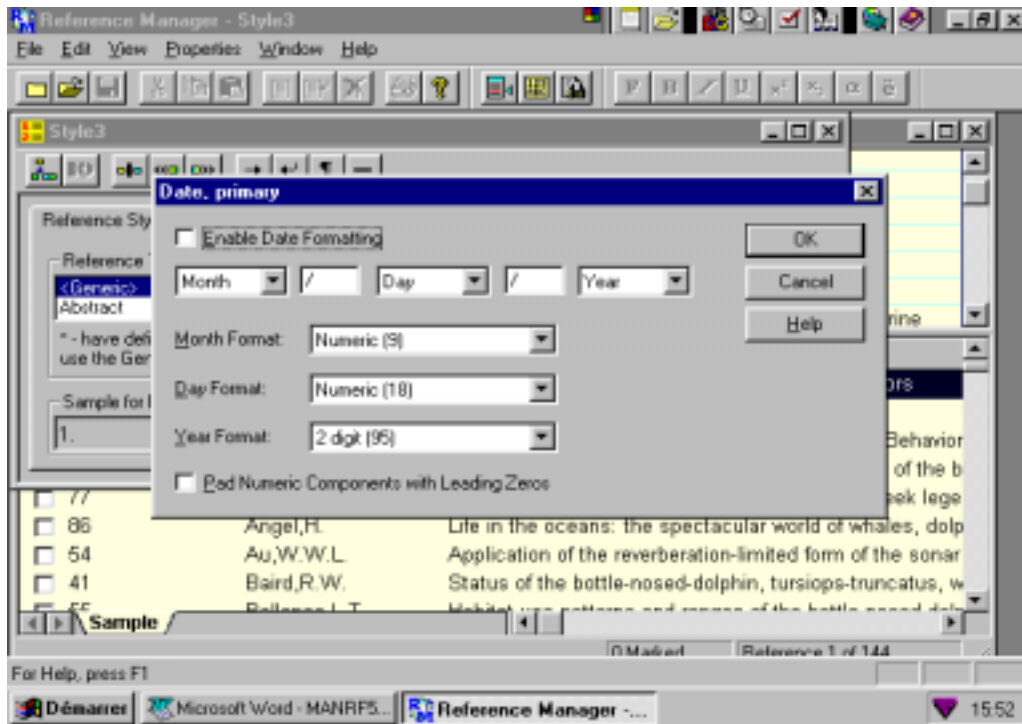 Reference Manager - Style3
File Edit View Properties Window Help
Style3
Date, primary
Reference Sty
Enable Date Formatting
OK
Reference
<Generic>
Month / Day / Year
Cancel
Abstract
rine
* - have defi
use the Gen
Month Format: Numeric (9)
Help
Day Format: Numeric (18)
ors
Sample for
1.
Year Format: 2 digit (95)
Behavior
of the b
Pad Numeric Components with Leading Zeros
77
ek lege
86 Angel,H. Life in the oceans: the spectacular world of whales, dolp
54 Au,W.W.L. Application of the reverberation-limited form of the sonar
41 Baird,R.W. Status of the bottle-nosed-dolphin, tursiops-truncatus, w
Sample
0 Marked Reference 1 of 144
For Help, press F1
Démarrer Microsoft Word - MANRF5... Reference Manager -... 15:52